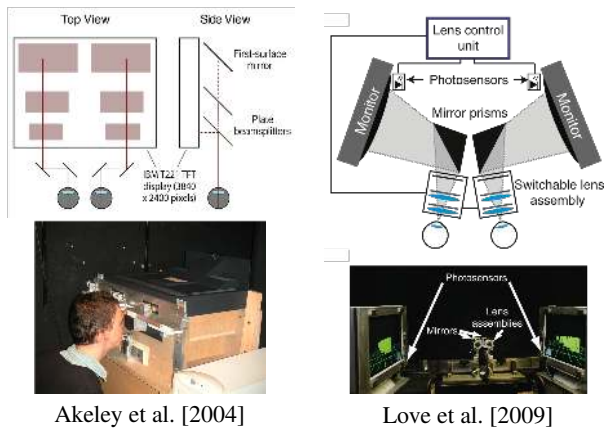 Top View
Side View
First-surface
mirror
Plate
beamsplitters
IBM T221 TFT
display (3840
x 2400 pixels)
Lens control
unit
Photosensors
Monitor
Monitor
Mirror prisms
Switchable lens
assembly
Photosensors
Lens
assemblies
Mirrors
Akeley et al. [2004]
Love et al. [2009]